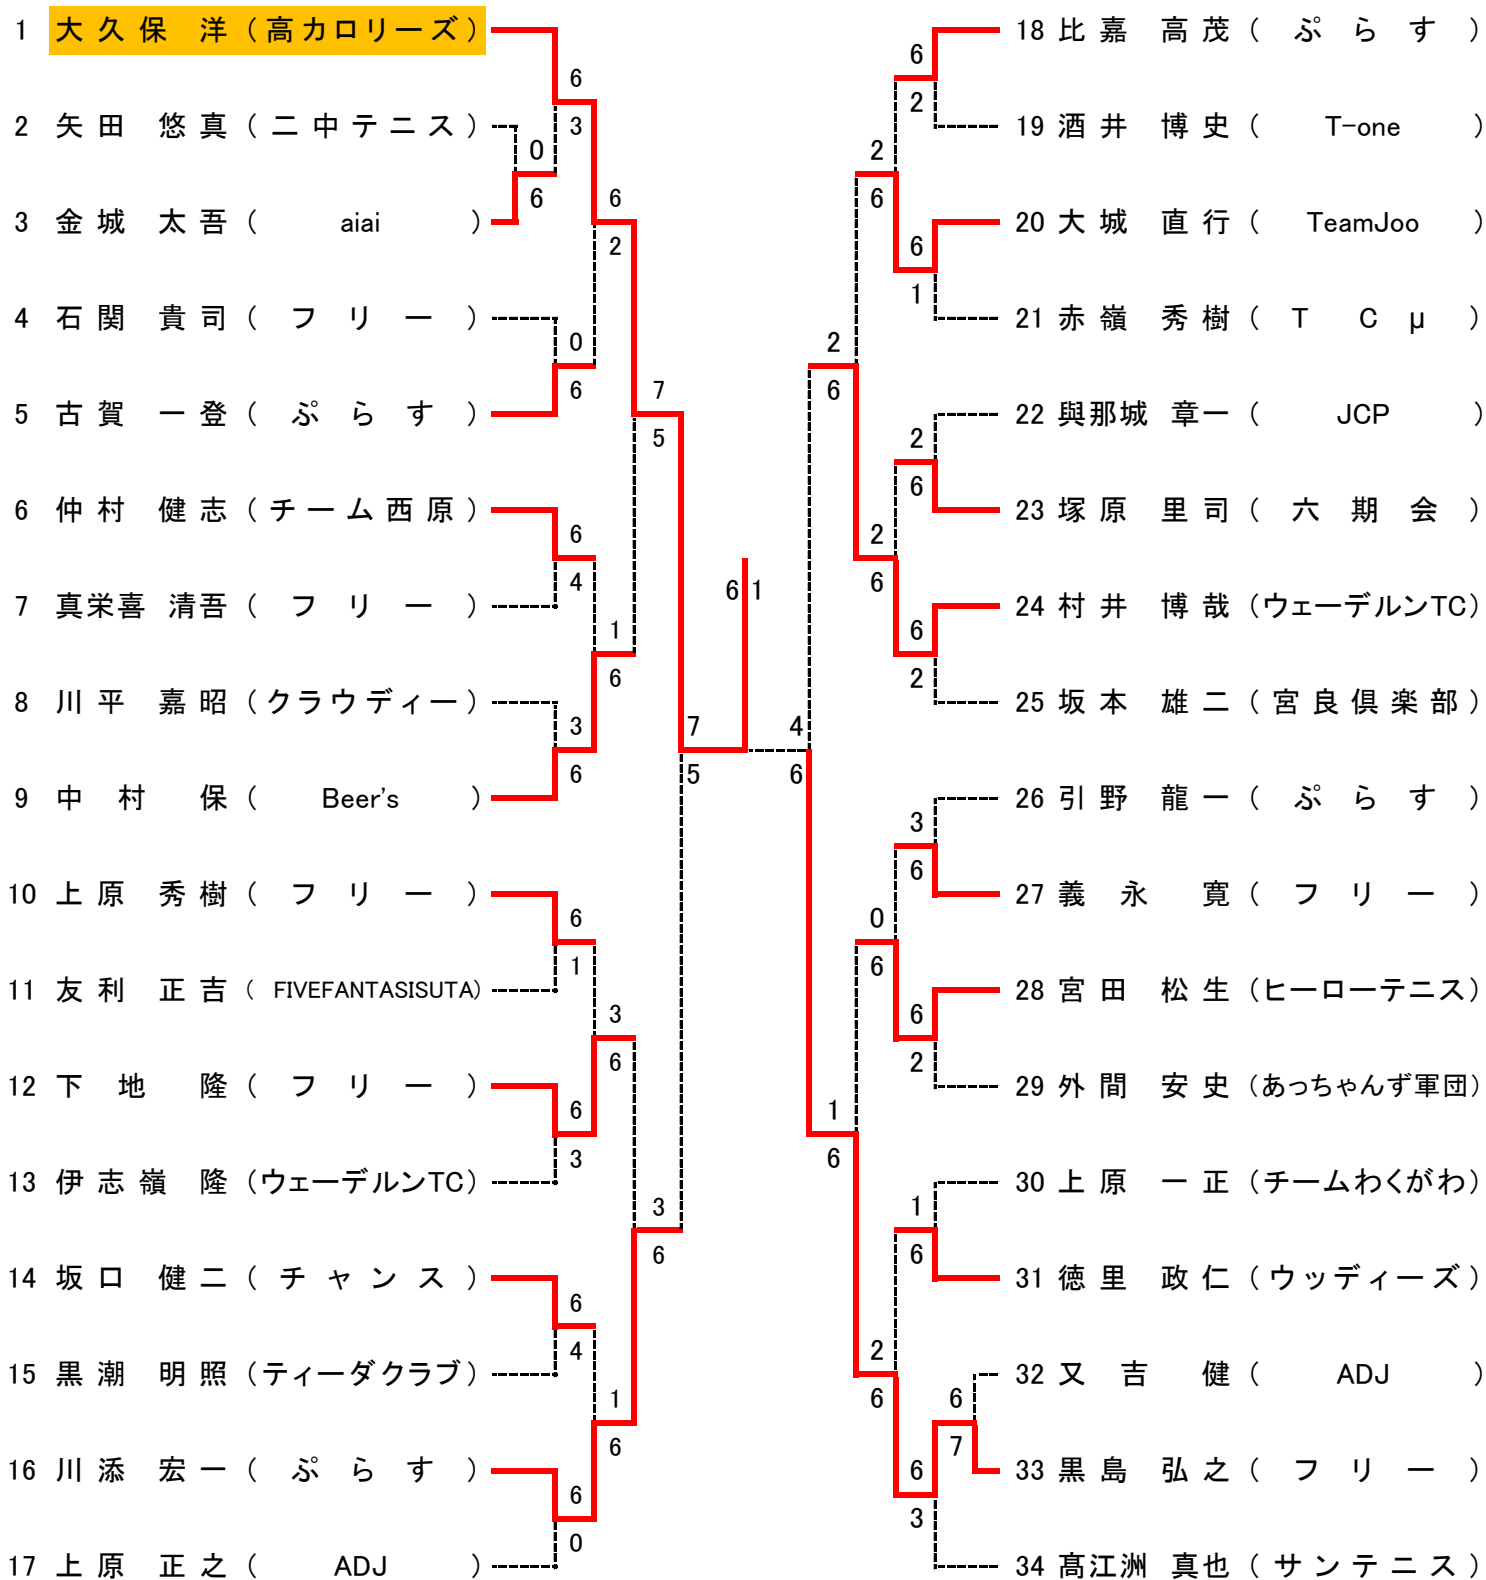 1 大久保 洋 (高カロリーズ)
2 矢田 悠真 (二中テニス)
3 金城 太吾 (aiai)
4 石関 貴司 (フリー)
5 古賀 一登 (ぷらす)
6 仲村 健志 (チーム西原)
7 真栄喜 清吾 (フリー)
8 川平 嘉昭 (クラウディー)
9 中村 保 (Beer's)
10 上原 秀樹 (フリー)
11 友利 正吉 (FIVEFANTASISUTA)
12 下地 隆 (フリー)
13 伊志嶺 隆 (ウェーデルンTC)
14 坂口 健二 (チャンス)
15 黒潮 明照 (ティーダクラブ)
16 川添 宏一 (ぷらす)
17 上原 正之 (ADJ)
0
6
6
3
0
6
6
4
3
6
6
1
6
3
6
4
6
0
6
2
1
6
3
6
1
6
7
5
3
6
7
5
6 1
4
6
2
6
1
6
2
6
2
6
0
6
2
6
6
2
6
1
2
6
6
2
3
6
6
2
1
6
6
3
6
7
18 比嘉 高茂 (ぷらす)
19 酒井 博史 (T-one)
20 大城 直行 (TeamJoo)
21 赤嶺 秀樹 (TCμ)
22 與那城 章一 (JCP)
23 塚原 里司 (六期会)
24 村井 博哉 (ウェーデルンTC)
25 坂本 雄二 (宮良倶楽部)
26 引野 龍一 (ぷらす)
27 義永 寛 (フリー)
28 宮田 松生 (ヒーローテニス)
29 外間 安史 (あっちゃんず軍団)
30 上原 一正 (チームわくがわ)
31 徳里 政仁 (ウッディーズ)
32 又吉 健 (ADJ)
33 黒島 弘之 (フリー)
34 髙江洲 真也 (サンテニス)